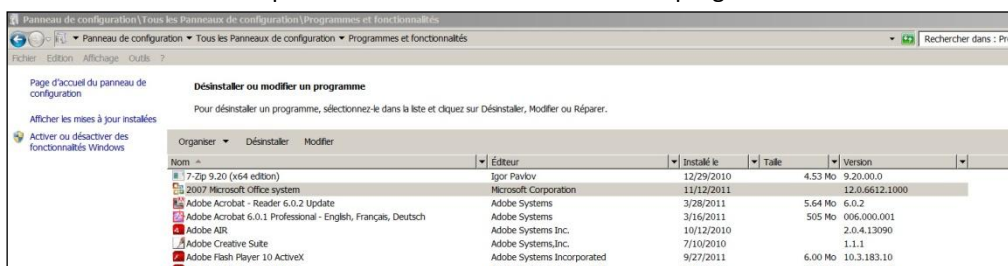 Panneau de configuration\Tous les Panneaux de configuration\Programmes et fonctionnalités
Panneau de configuration Tous les Panneaux de configuration Programmes et fonctionnalités Rechercher dans :
Fichier Edition Affichage Outils ?
Page d'accueil du panneau de configuration
Afficher les mises à jour installées
Activer ou désactiver des fonctionnalités Windows
Désinstaller ou modifier un programme
Pour désinstaller un programme, sélectionnez-le dans la liste et cliquez sur Désinstaller, Modifier ou Réparer.
Organiser Désinstaller Modifier
Nom Éditeur Installé le Taille Version
7-Zip 9.20 (x64 edition) Igor Pavlov 12/29/2010 4.53 Mo 9.20.00.0
2007 Microsoft Office system Microsoft Corporation 11/12/2011 12.0.6612.1000
Adobe Acrobat - Reader 6.0.2 Update Adobe Systems 3/28/2011 5.64 Mo 6.0.2
Adobe Acrobat 6.0.1 Professional - English, Français, Deutsch Adobe Systems 3/16/2011 505 Mo 006.000.001
Adobe AIR Adobe Systems Inc. 10/12/2010 2.0.4.13090
Adobe Creative Suite Adobe Systems,Inc. 7/10/2010 1.1.1
Adobe Flash Player 10 ActiveX Adobe Systems Incorporated 9/27/2011 6.00 Mo 10.3.183.10